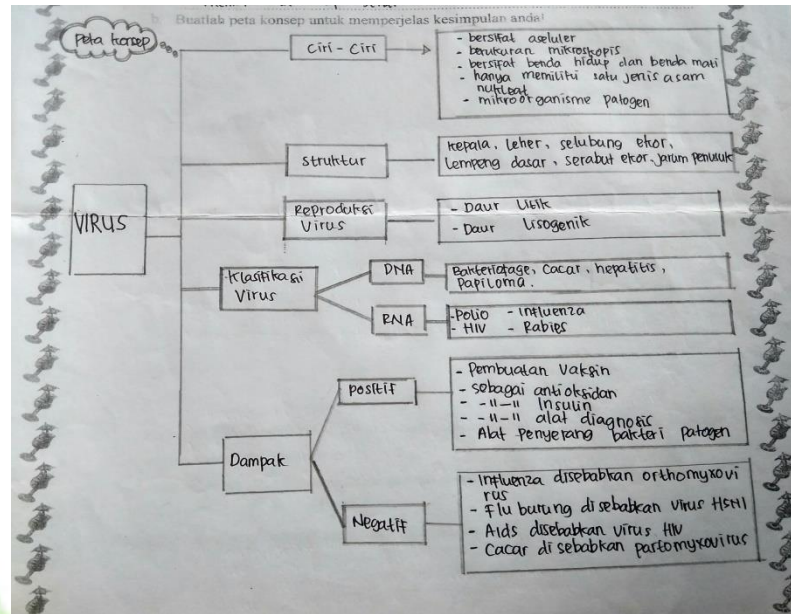 b. Buatlah peta konsep untuk memperjelas kesimpulan anda!
Peta konsep
VIRUS
Ciri - Ciri
- bersifat aseluler
- berukuran mikroskopis
- bersifat benda hidup dan benda mati
- hanya memiliki satu jenis asam
nukleat
- mikroorganisme patogen
Struktur
kepala, leher, selubung ekor,
Lempeng dasar, serabut ekor, jarum penusuk
Reproduksi
Virus
- Daur Litik
- Daur Lisogenik
Klasifikasi
Virus
DNA
Bakteriofage, Cacar, hepatitis,
Papiloma.
RNA
- Polio - Influenza
- HIV - Rabies
Dampak
positif
- Pembuatan Vaksin
- sebagai antioksidan
- -"-" Insulin
- -"-" alat diagnosis
- Alat Penyerang bakteri patogen
Negatif
- Influenza disebabkan orthomyxovi
rus
- Flu burung disebabkan virus H5N1
- Aids disebabkan virus HIV
- Cacar disebabkan partomyxovirus